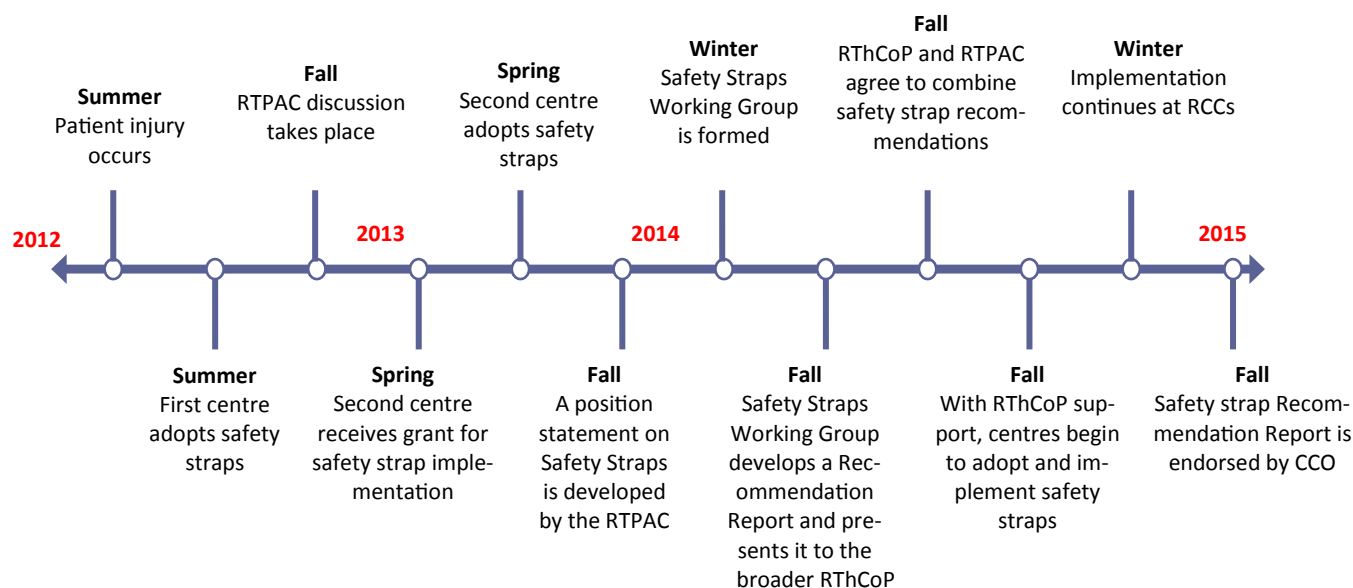 Summer
Patient injury
occurs
Fall
RTPAC discussion
takes place
Spring
Second centre
adopts safety
straps
Winter
Safety Straps
Working Group
is formed
Fall
RThCoP and RTPAC
agree to combine
safety strap recom-
mendations
Winter
Implementation
continues at RCCs
2012
2013
2014
2015
Summer
First centre
adopts safety
straps
Spring
Second centre
receives grant for
safety strap imple-
mentation
Fall
A position
statement on
Safety Straps
is developed
by the RTPAC
Fall
Safety Straps
Working Group
develops a Rec-
ommendation
Report and pre-
sents it to the
broader RThCoP
Fall
With RThCoP sup-
port, centres begin
to adopt and im-
plement safety
straps
Fall
Safety strap Recom-
mendation Report is
endorsed by CCO